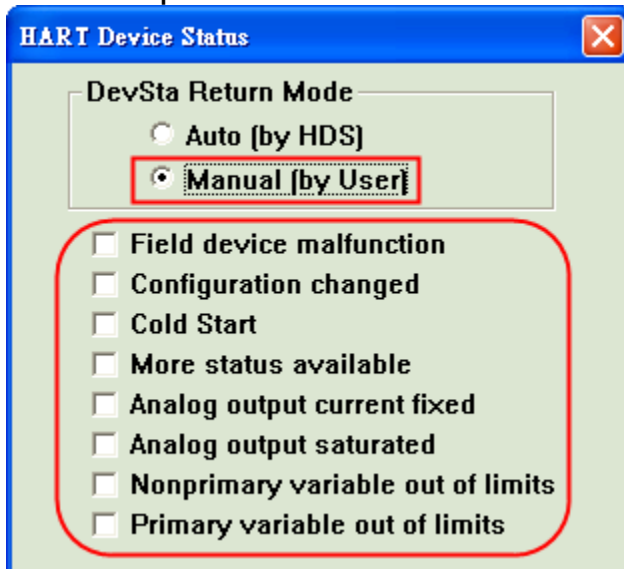 HART Device Status
DevSta Return Mode
Auto (by HDS)
Manual (by User)
Field device malfunction
Configuration changed
Cold Start
More status available
Analog output current fixed
Analog output saturated
Nonprimary variable out of limits
Primary variable out of limits